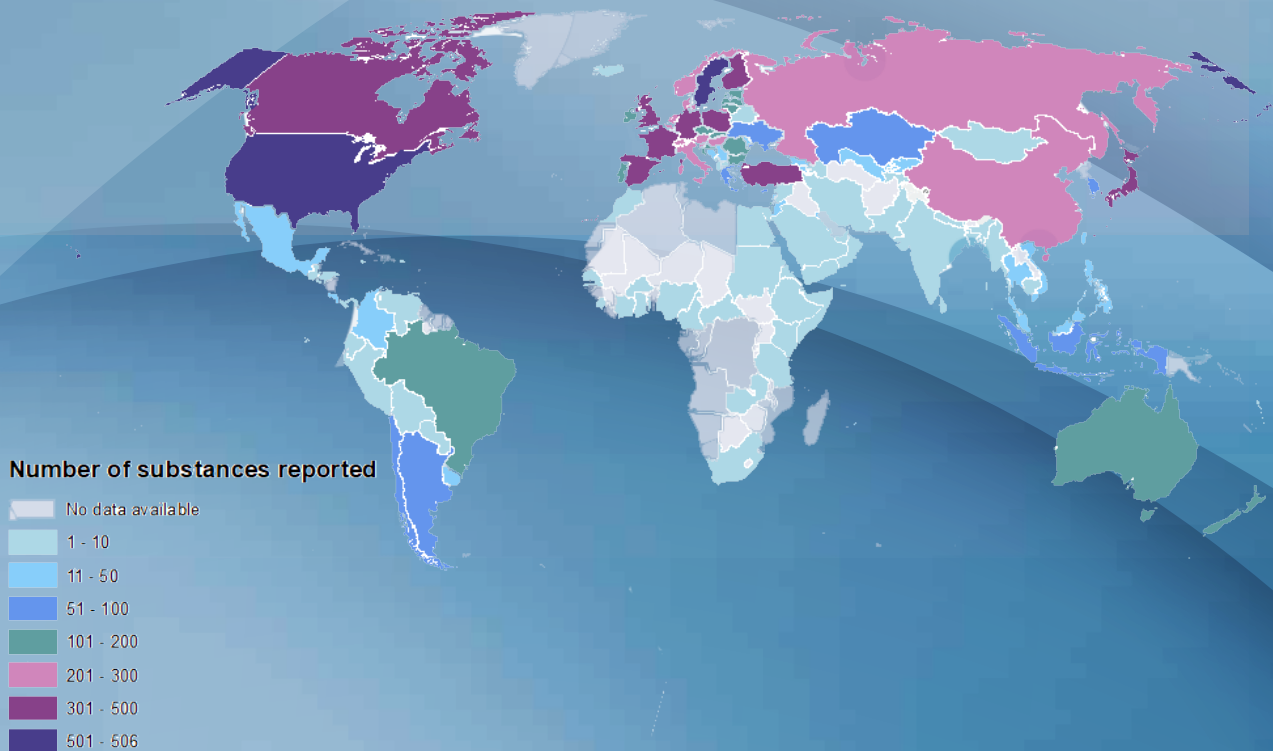 Number of substances reported
No data available
1 - 10
11 - 50
51 - 100
101 - 200
201 - 300
301 - 500
501 - 506